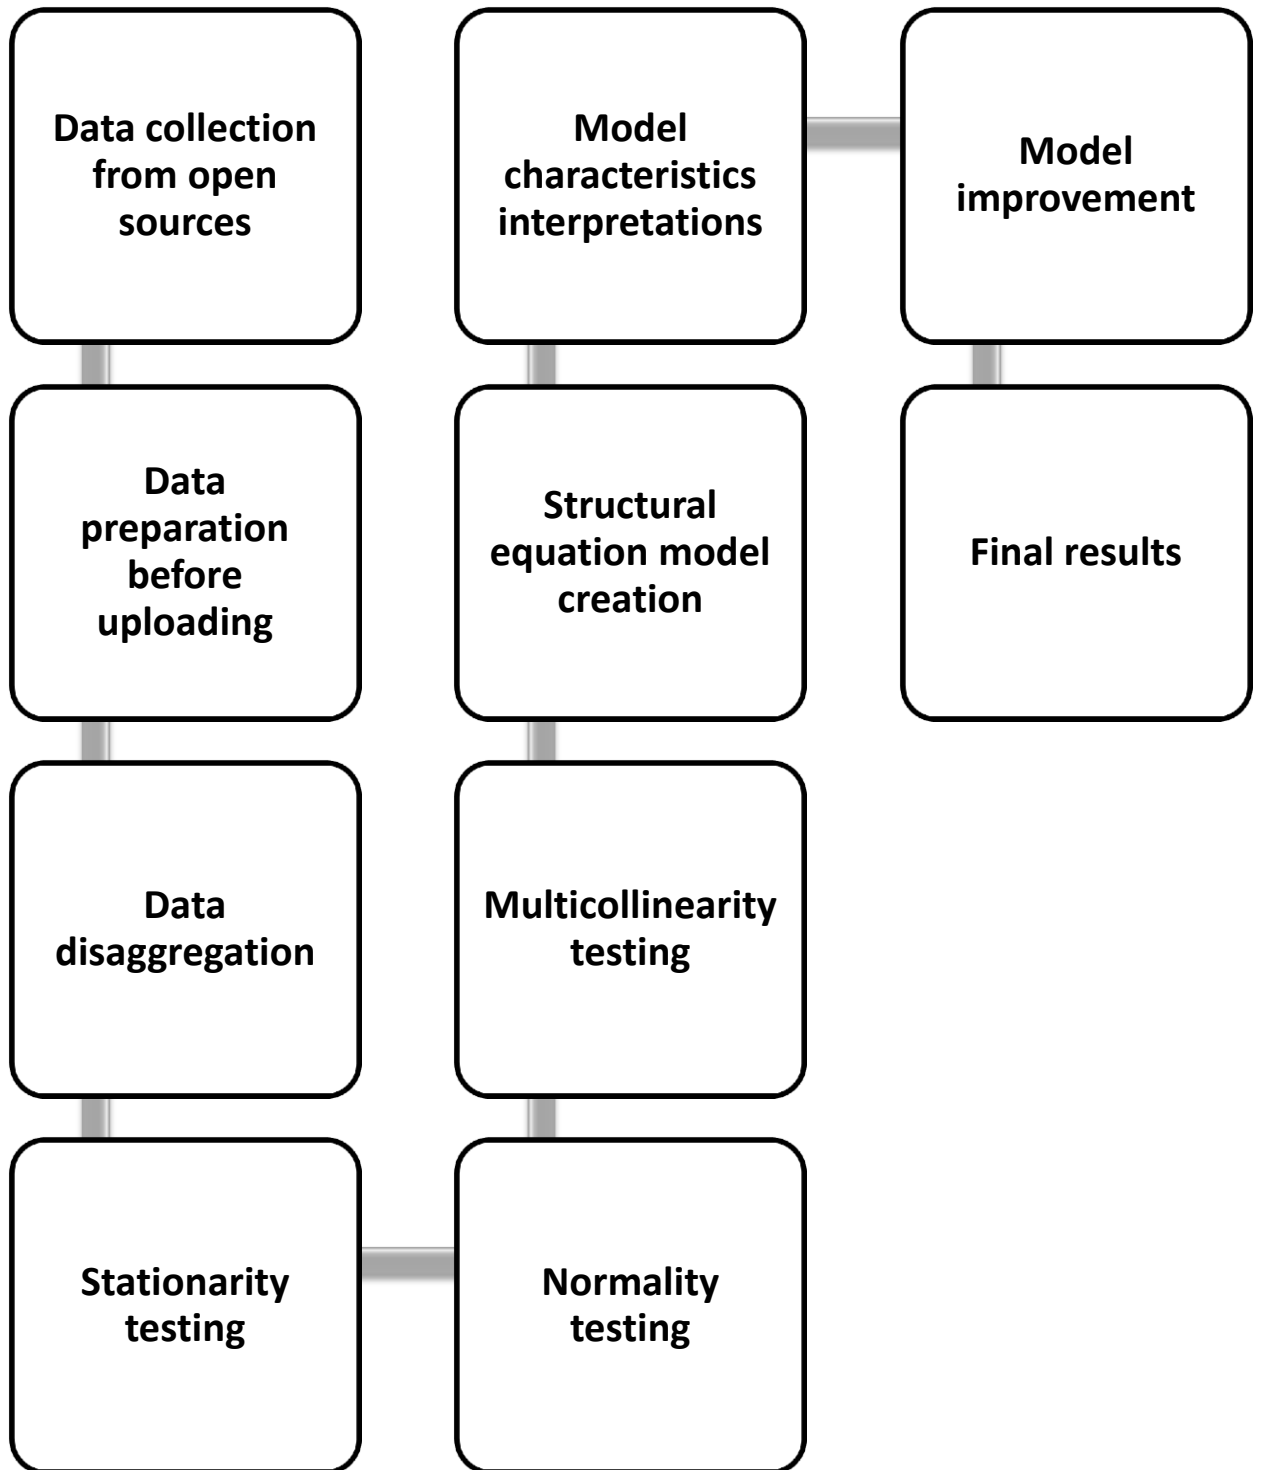 Data collection
from open
sources
Data
preparation
before
uploading
Data
disaggregation
Stationarity
testing
Normality
testing
Multicollinearity
testing
Structural
equation model
creation
Model
characteristics
interpretations
Model
improvement
Final results